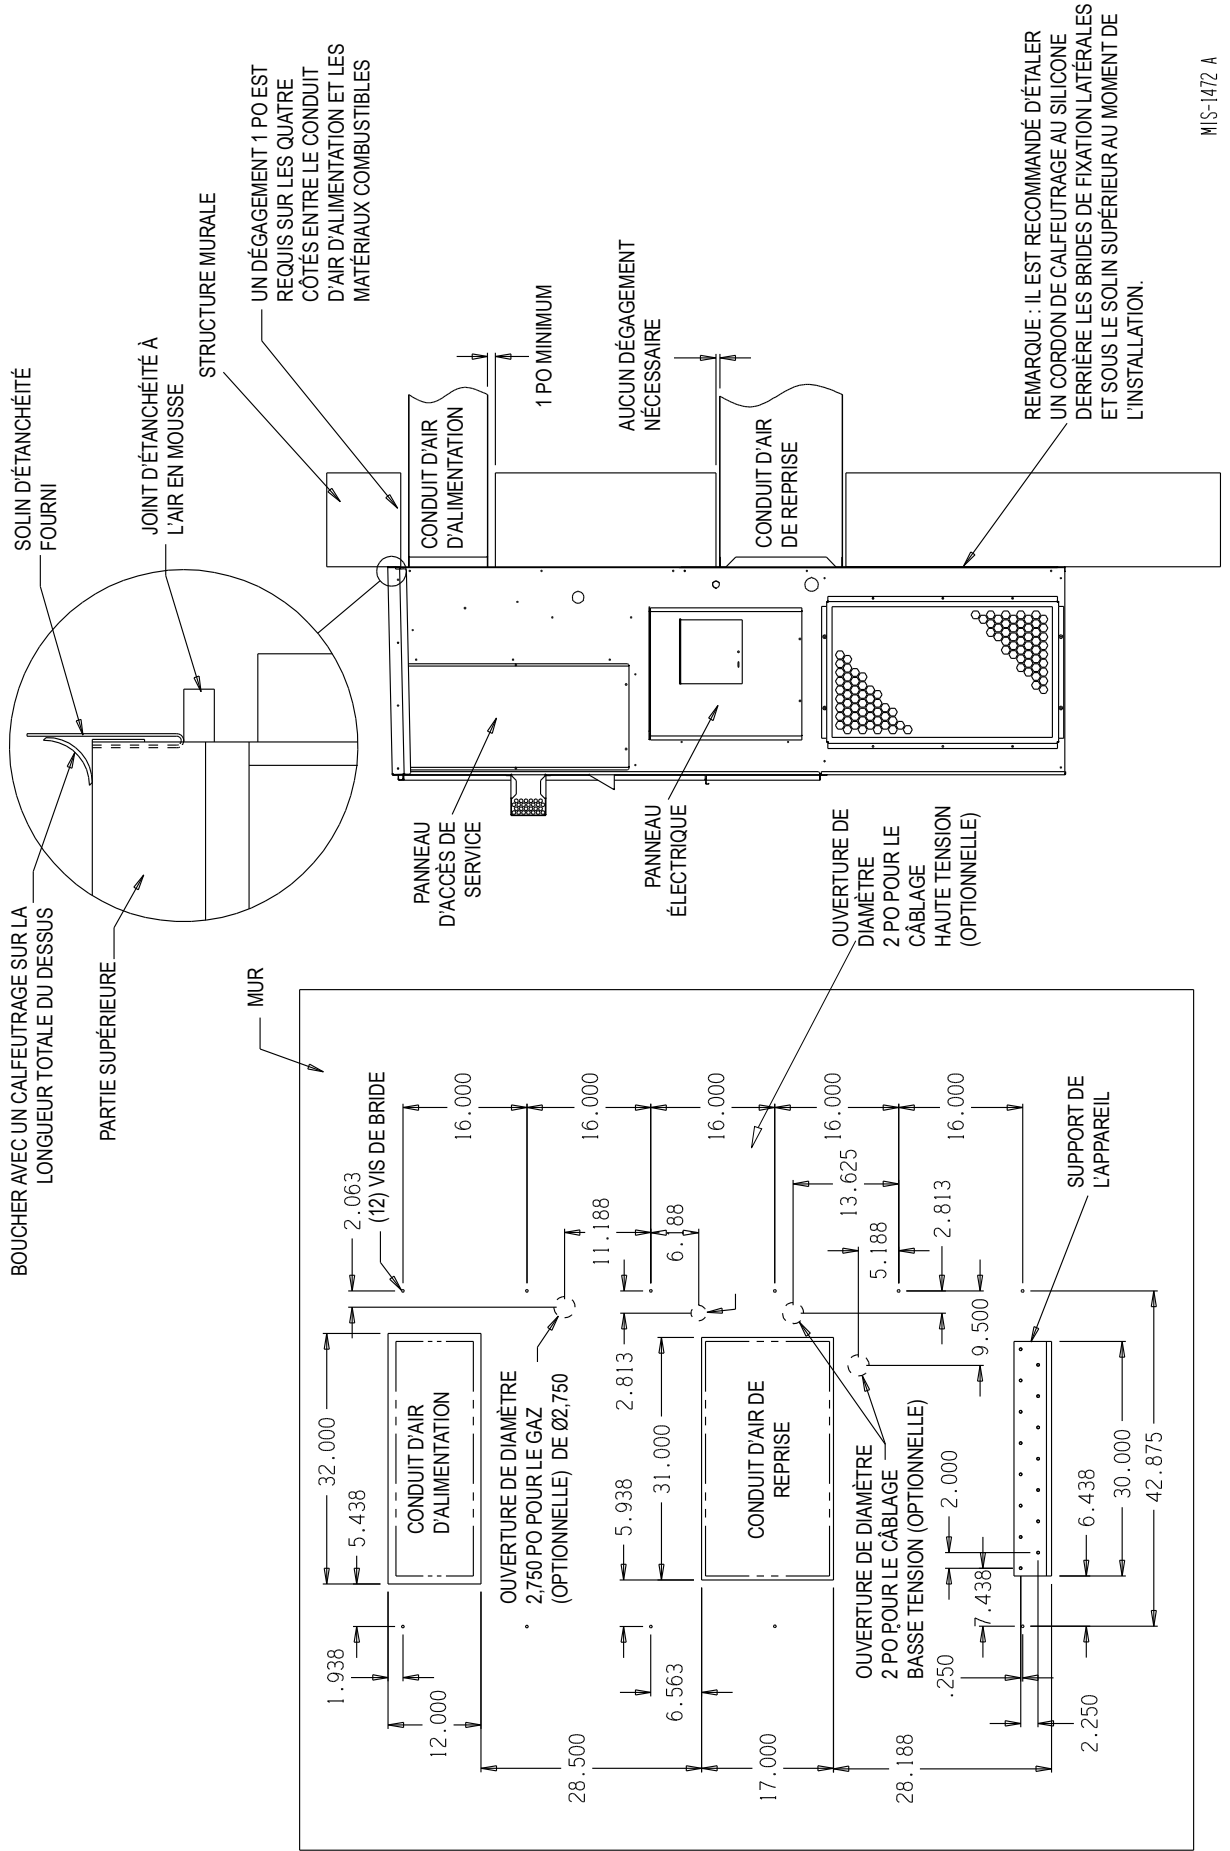 BOUCHER AVEC UN CALFEUTRAGE SUR LA
LONGUEUR TOTALE DU DESSUS
PARTIE SUPÉRIEURE
SOLIN D'ÉTANCHÉITÉ
FOURNI
JOINT D'ÉTANCHÉITÉ À
L'AIR EN MOUSSE
STRUCTURE MURALE
UN DÉGAGEMENT 1 PO EST
REQUIS SUR LES QUATRE
CÔTÉS ENTRE LE CONDUIT
D'AIR D'ALIMENTATION ET LES
MATÉRIAUX COMBUSTIBLES
CONDUIT D'AIR
D'ALIMENTATION
1 PO MINIMUM
AUCUN DÉGAGEMENT
NÉCESSAIRE
CONDUIT D'AIR
DE REPRISE
REMARQUE : IL EST RECOMMANDÉ D'ÉTALER
UN CORDON DE CALFEUTRAGE AU SILICONE
DERRIÈRE LES BRIDES DE FIXATION LATÉRALES
ET SOUS LE SOLIN SUPÉRIEUR AU MOMENT DE
L'INSTALLATION.
PANNEAU
D'ACCÈS DE
SERVICE
PANNEAU
ÉLECTRIQUE
OUVERTURE DE
DIAMÈTRE
2 PO POUR LE
CÂBLAGE
HAUTE TENSION
(OPTIONNELLE)
MUR
(12) VIS DE BRIDE
2.063
32.000
5.438
1.938
12.000
CONDUIT D'AIR
D'ALIMENTATION
16.000
16.000
16.000
16.000
16.000
OUVERTURE DE DIAMÈTRE
2,750 PO POUR LE GAZ
(OPTIONNELLE) DE Ø2,750
11.188
6.188
2.813
5.938
31.000
6.563
28.500
CONDUIT D'AIR DE
REPRISE
17.000
13.625
5.188
2.813
9.500
OUVERTURE DE DIAMÈTRE
2 PO POUR LE CÂBLAGE
BASSE TENSION (OPTIONNELLE)
2.000
7.438
.250
28.188
2.250
6.438
30.000
42.875
SUPPORT DE
L'APPAREIL
MIS-1472 A